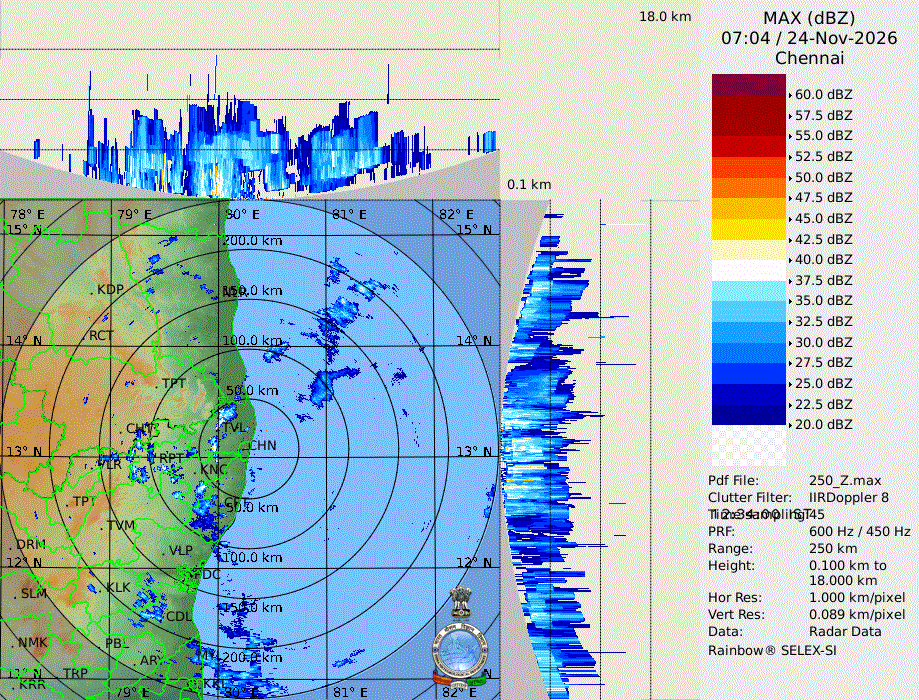 18.0 km
0.1 km
MAX (dBZ)
07:04 / 24-Nov-2026
Chennai
60.0 dBZ
57.5 dBZ
55.0 dBZ
52.5 dBZ
50.0 dBZ
47.5 dBZ
45.0 dBZ
42.5 dBZ
40.0 dBZ
37.5 dBZ
35.0 dBZ
32.5 dBZ
30.0 dBZ
27.5 dBZ
25.0 dBZ
22.5 dBZ
20.0 dBZ
Pdf File: 250_Z.max
Clutter Filter: IIRDoppler 8
Time sampling: 45
PRF: 600 Hz / 450 Hz
Range: 250 km
Height: 0.100 km to
18.000 km
Hor Res: 1.000 km/pixel
Vert Res: 0.089 km/pixel
Data: Radar Data
Rainbow® SELEX-SI
78° E 79° E 80° E 81° E 82° E
15° N 15° N
200.0 km
KDP 150.0 km
RCT 100.0 km
14° N 14° N
TPT
50.0 km
TVL
CHN
13° N 13° N
VLR RPT KNC
TPT
50.0 km
TVM
DRM VLP 100.0 km
12° N 12° N
PDC
SLM KLK
150.0 km
CDL
NMK PBL
ARY 200.0 km
TRP
11° N
KRR KKL
79° E 80° E 81° E 82° E